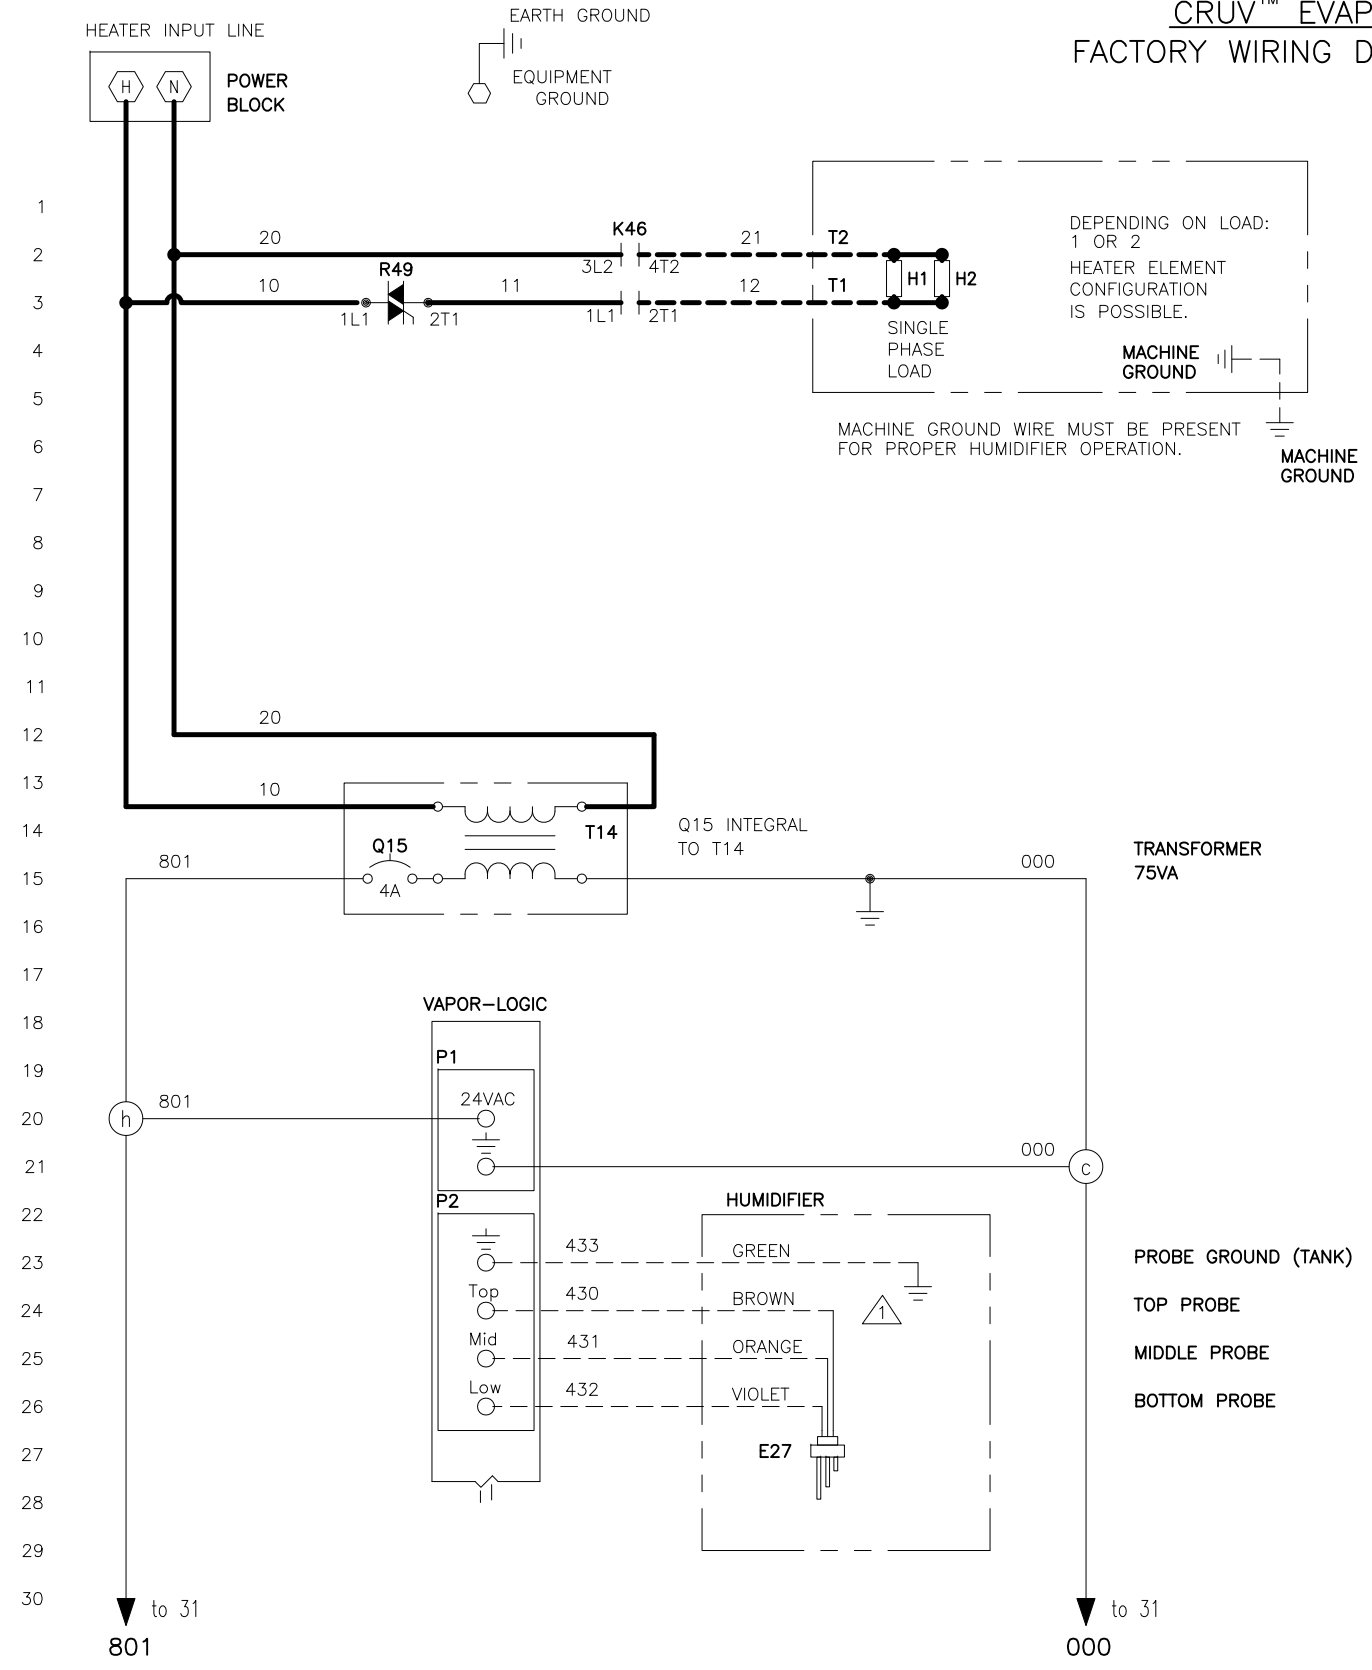 CRUV™ EVAP
FACTORY WIRING D
HEATER INPUT LINE
H N
POWER
BLOCK
EARTH GROUND
EQUIPMENT
GROUND
1
2
3
4
5
6
7
8
9
10
11
12
13
14
15
16
17
18
19
20
21
22
23
24
25
26
27
28
29
30
20
K46
21
T2
3L2
4T2
10
R49
11
12
T1
1L1
2T1
1L1
2T1
H1
H2
SINGLE
PHASE
LOAD
DEPENDING ON LOAD:
1 OR 2
HEATER ELEMENT
CONFIGURATION
IS POSSIBLE.
MACHINE
GROUND
MACHINE GROUND WIRE MUST BE PRESENT
FOR PROPER HUMIDIFIER OPERATION.
MACHINE
GROUND
20
10
T14
Q15 INTEGRAL
TO T14
801
Q15
4A
000
TRANSFORMER
75VA
VAPOR-LOGIC
P1
24VAC
h
801
000
c
P2
HUMIDIFIER
433
GREEN
PROBE GROUND (TANK)
Top
430
BROWN
1
TOP PROBE
Mid
431
ORANGE
MIDDLE PROBE
Low
432
VIOLET
BOTTOM PROBE
E27
to 31
801
to 31
000